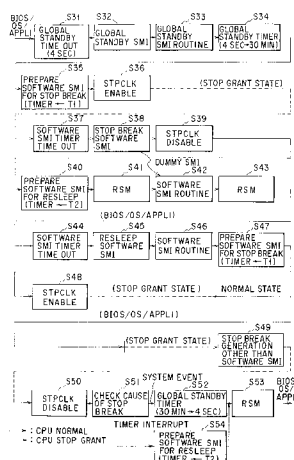 BIOS/
OS/
APPLI
S31
GLOBAL
STANDBY
TIME OUT
(4 SEC)
S32
GLOBAL
STANDBY SMI
S33
GLOBAL
STANDBY
SMI ROUTINE
S34
GLOBAL
STANDBY TIMER
(4 SEC→30 MIN)
S35
PREPARE
SOFTWARE SMI
FOR STOP BREAK
(TIMER ← T1)
S36
STPCLK
ENABLE
(STOP GRANT STATE)
S37
SOFTWARE
SMI TIMER
TIME OUT
S38
STOP BREAK
SOFTWARE
SMI
S39
STPCLK
DISABLE
DUMMY SMI
S40
PREPARE
SOFTWARE SMI
FOR RESLEEP
(TIMER ← T2)
S41
RSM
S42
SOFTWARE
SMI ROUTINE
S43
RSM
(BIOS/OS/APPLI)
S44
SOFTWARE
SMI TIMER
TIME OUT
S45
RESLEEP
SOFTWARE
SMI
S46
SOFTWARE
SMI ROUTINE
S47
PREPARE
SOFTWARE SMI
FOR STOP BREAK
(TIMER ← T1)
S48
STPCLK
ENABLE
(STOP GRANT STATE)
NORMAL STATE
(BIOS/OS/APPLI)
(STOP GRANT STATE)
S49
STOP BREAK
GENERATION
OTHER THAN
SOFTWARE SMI
SYSTEM EVENT
S50
STPCLK
DISABLE
S51
CHECK CAUSE
OF STOP
BREAK
S52
GLOBAL STANDBY
TIMER
(30 MIN→4 SEC)
S53
RSM
BIOS/
OS/
APPLI
TIMER INTERRUPT
S54
PREPARE
SOFTWARE SMI
FOR RESLEEP
(TIMER ← T2)
: CPU NORMAL
: CPU STOP GRANT